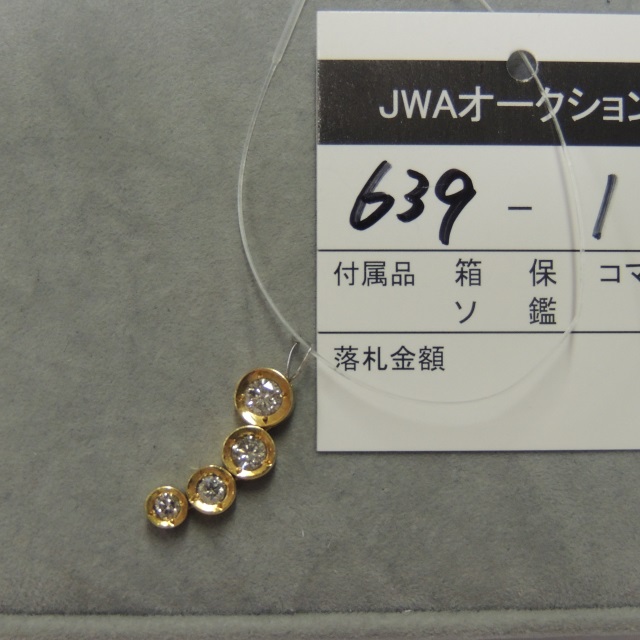 JWAオークション
639 - 1
付属品 箱 保 コマ
ソ 鑑
落札金額